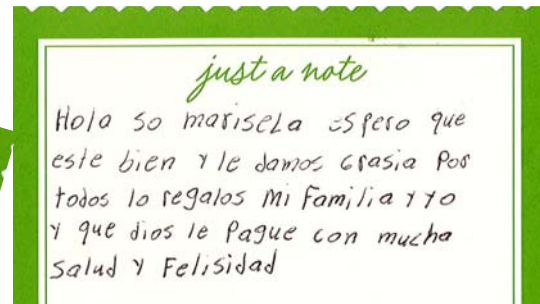 just a note
Hola so marisela espero que
este bien y le damos Grasia Por
todos lo regalos Mi Familia y yo
y que dios le Pague con mucha
Salud y Felisidad